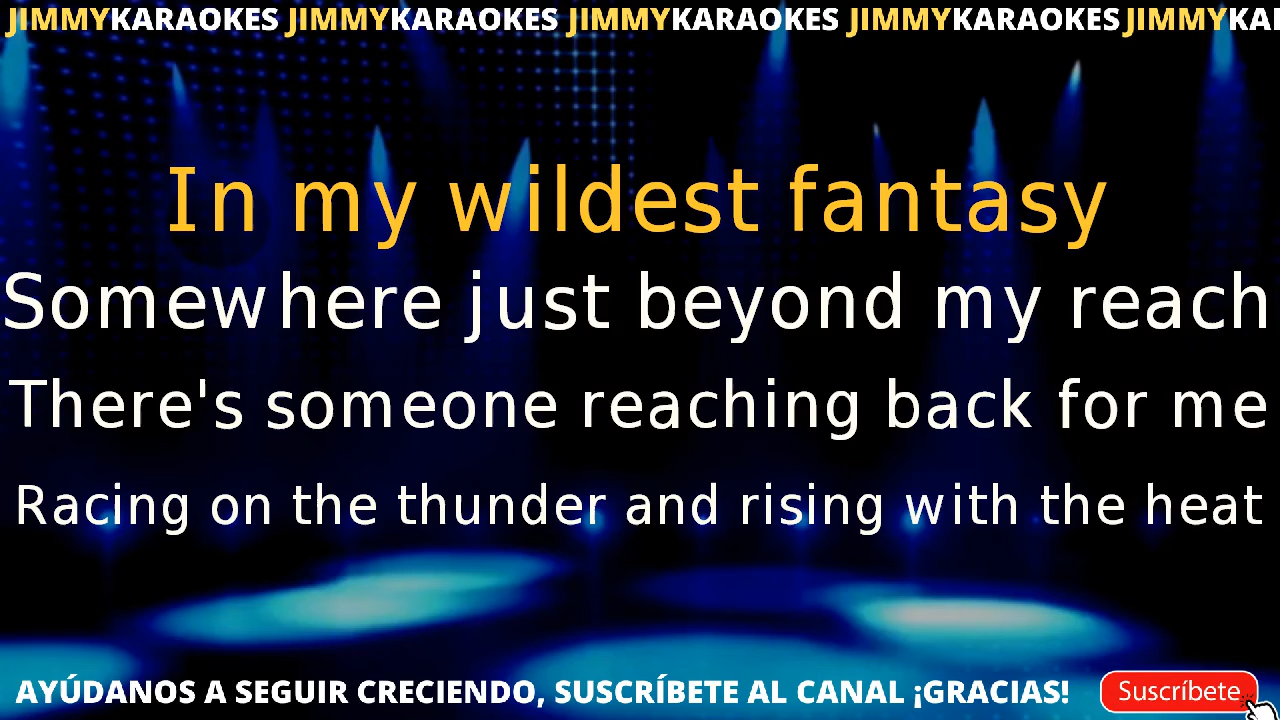 JIMMYKARAOKES JIMMYKARAOKES JIMMYKARAOKES JIMMYKARAOKES JIMMYKA
In my wildest fantasy
Somewhere just beyond my reach
There's someone reaching back for me
Racing on the thunder and rising with the heat
AYÚDANOS A SEGUIR CRECIENDO, SUSCRÍBETE AL CANAL ¡GRACIAS! Suscríbete